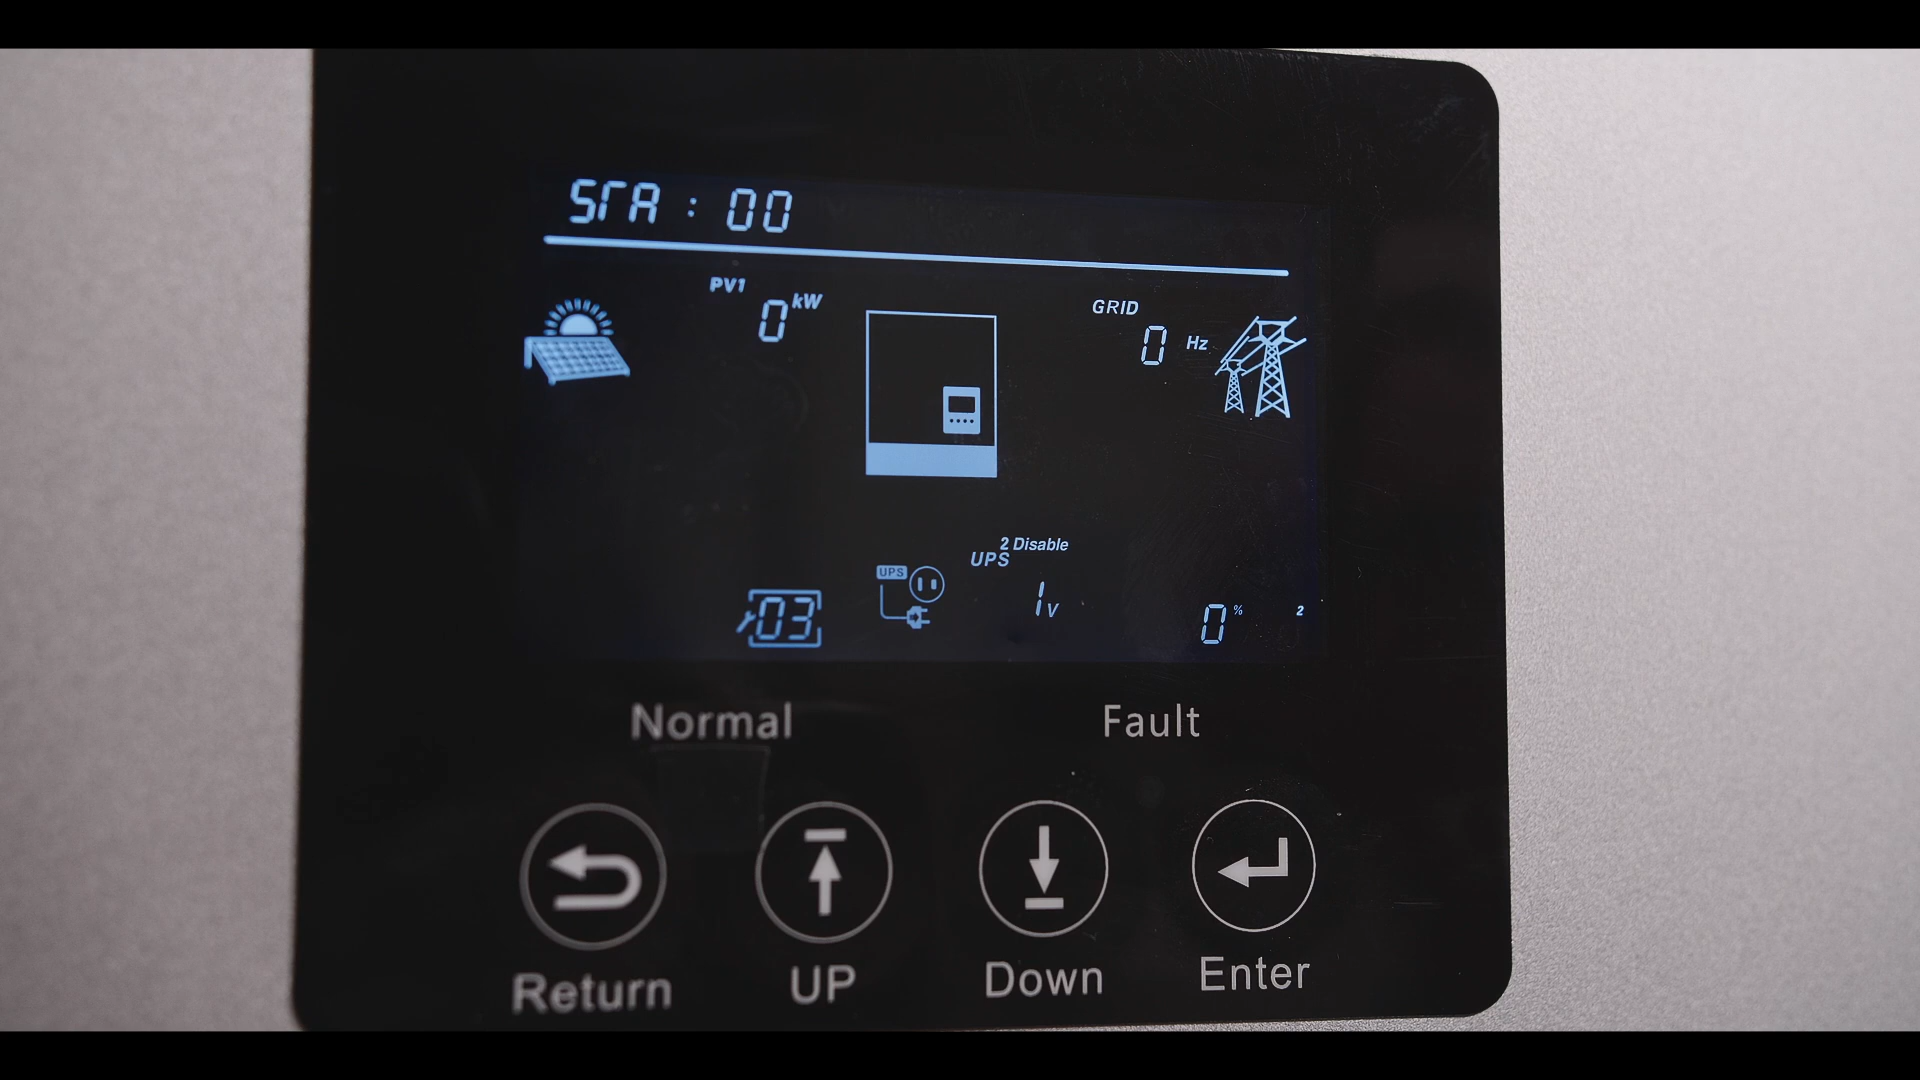 STA : 00
PV1
0 kW
GRID
0 Hz
2 Disable
UPS
UPS
1 V
03
0 %
2
Normal Fault
Return UP Down Enter